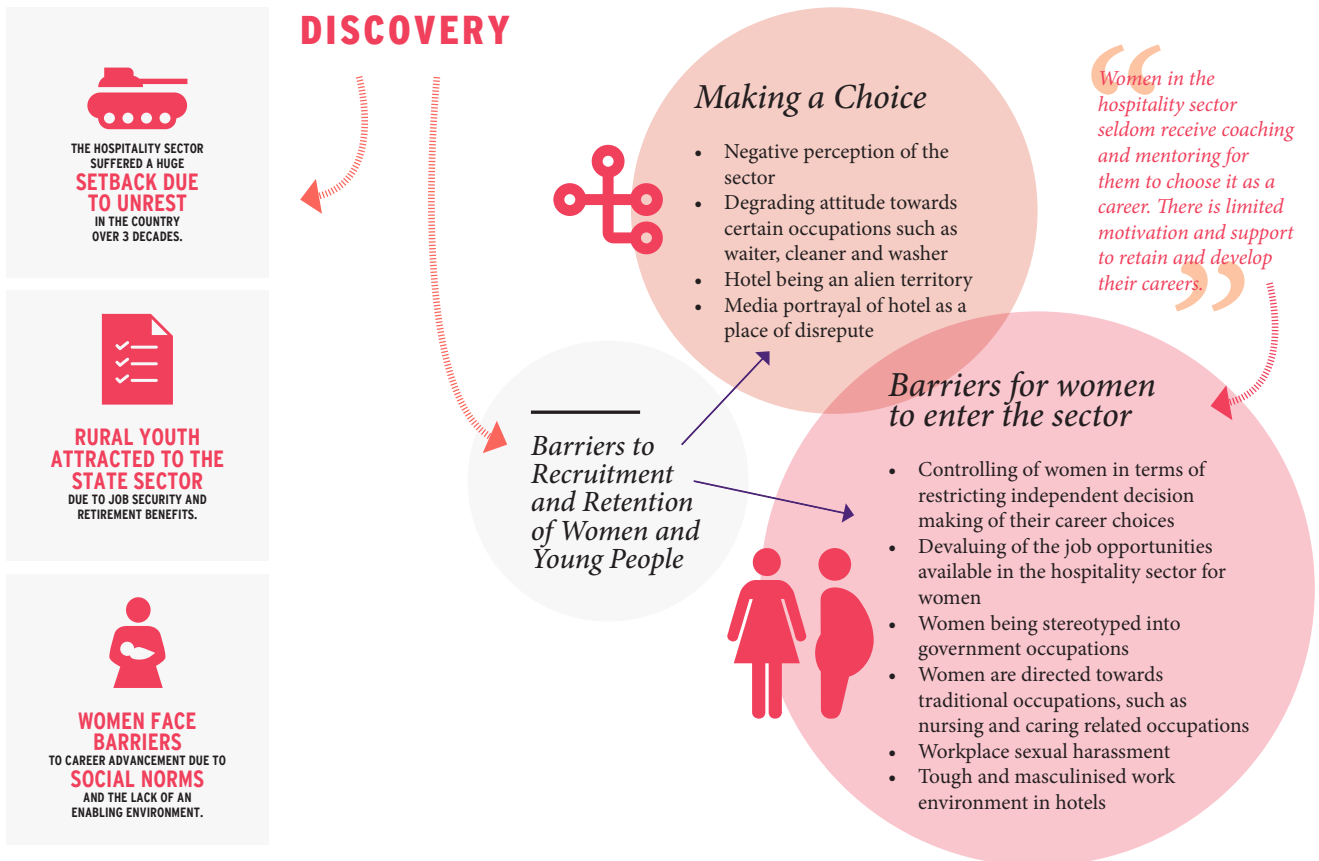 DISCOVERY
THE HOSPITALITY SECTOR
SUFFERED A HUGE
SETBACK DUE
TO UNREST
IN THE COUNTRY
OVER 3 DECADES.
RURAL YOUTH
ATTRACTED TO THE
STATE SECTOR
DUE TO JOB SECURITY AND
RETIREMENT BENEFITS.
WOMEN FACE
BARRIERS
TO CAREER ADVANCEMENT DUE TO
SOCIAL NORMS
AND THE LACK OF AN
ENABLING ENVIRONMENT.
Barriers to
Recruitment
and Retention
of Women and
Young People
Making a Choice
• Negative perception of the
sector
• Degrading attitude towards
certain occupations such as
waiter, cleaner and washer
• Hotel being an alien territory
• Media portrayal of hotel as a
place of disrepute
“Women in the
hospitality sector
seldom receive coaching
and mentoring for
them to choose it as a
career. There is limited
motivation and support
to retain and develop
their careers.”
Barriers for women
to enter the sector
• Controlling of women in terms of
restricting independent decision
making of their career choices
• Devaluing of the job opportunities
available in the hospitality sector for
women
• Women being stereotyped into
government occupations
• Women are directed towards
traditional occupations, such as
nursing and caring related occupations
• Workplace sexual harassment
• Tough and masculinised work
environment in hotels